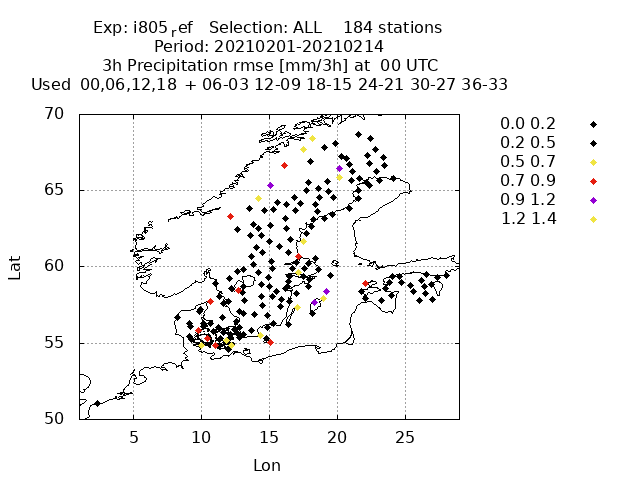 Exp: i805ref Selection: ALL 184 stations
Period: 20210201-20210214
3h Precipitation rmse [mm/3h] at 00 UTC
Used 00,06,12,18 + 06-03 12-09 18-15 24-21 30-27 36-33
70
65
60
55
50
Lat
5 10 15 20 25
Lon
0.0 0.2
0.2 0.5
0.5 0.7
0.7 0.9
0.9 1.2
1.2 1.4